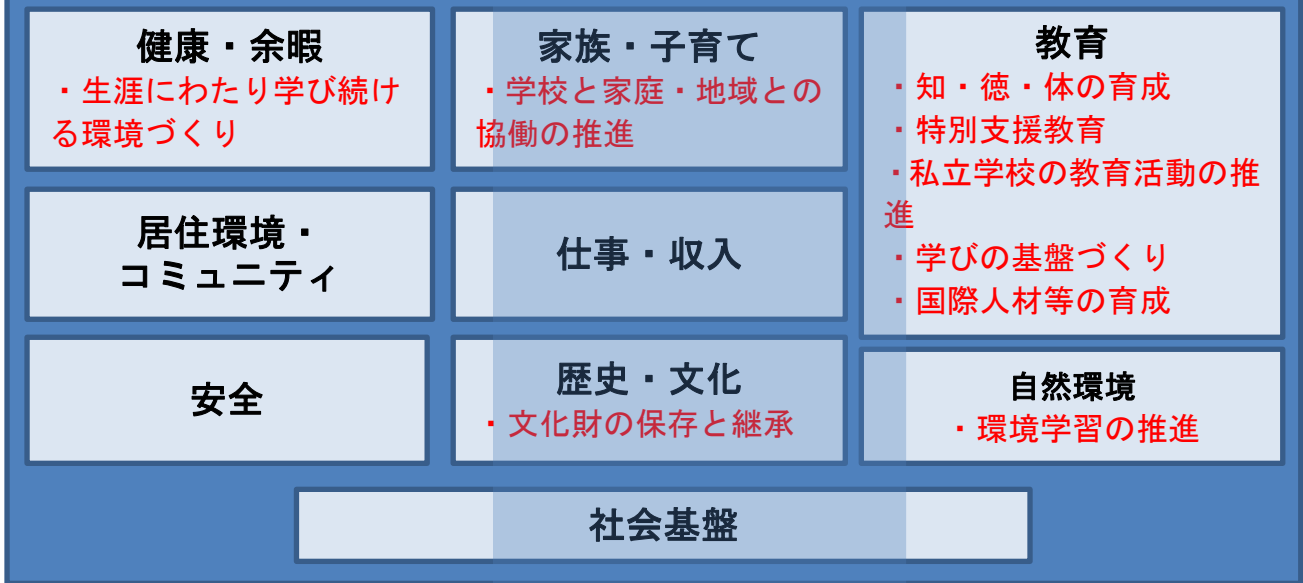 健康・余暇
・生涯にわたり学び続け
る環境づくり
家族・子育て
・学校と家庭・地域との
協働の推進
教育
・知・徳・体の育成
・特別支援教育
・私立学校の教育活動の推
進
・学びの基盤づくり
・国際人材等の育成
居住環境・
コミュニティ
仕事・収入
安全
歴史・文化
・文化財の保存と継承
自然環境
・環境学習の推進
社会基盤